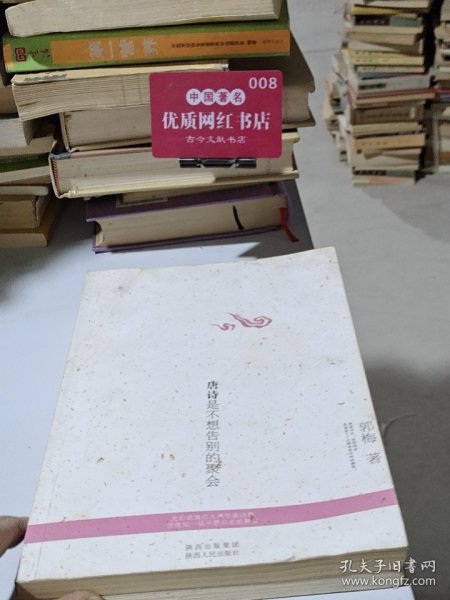 008
中国著名
优质网红书店
古今文献书店
唐诗是不想告别的聚会
郭梅 著
陕西出版集团
陕西人民出版社
孔夫子旧书网
www.kongfz.com